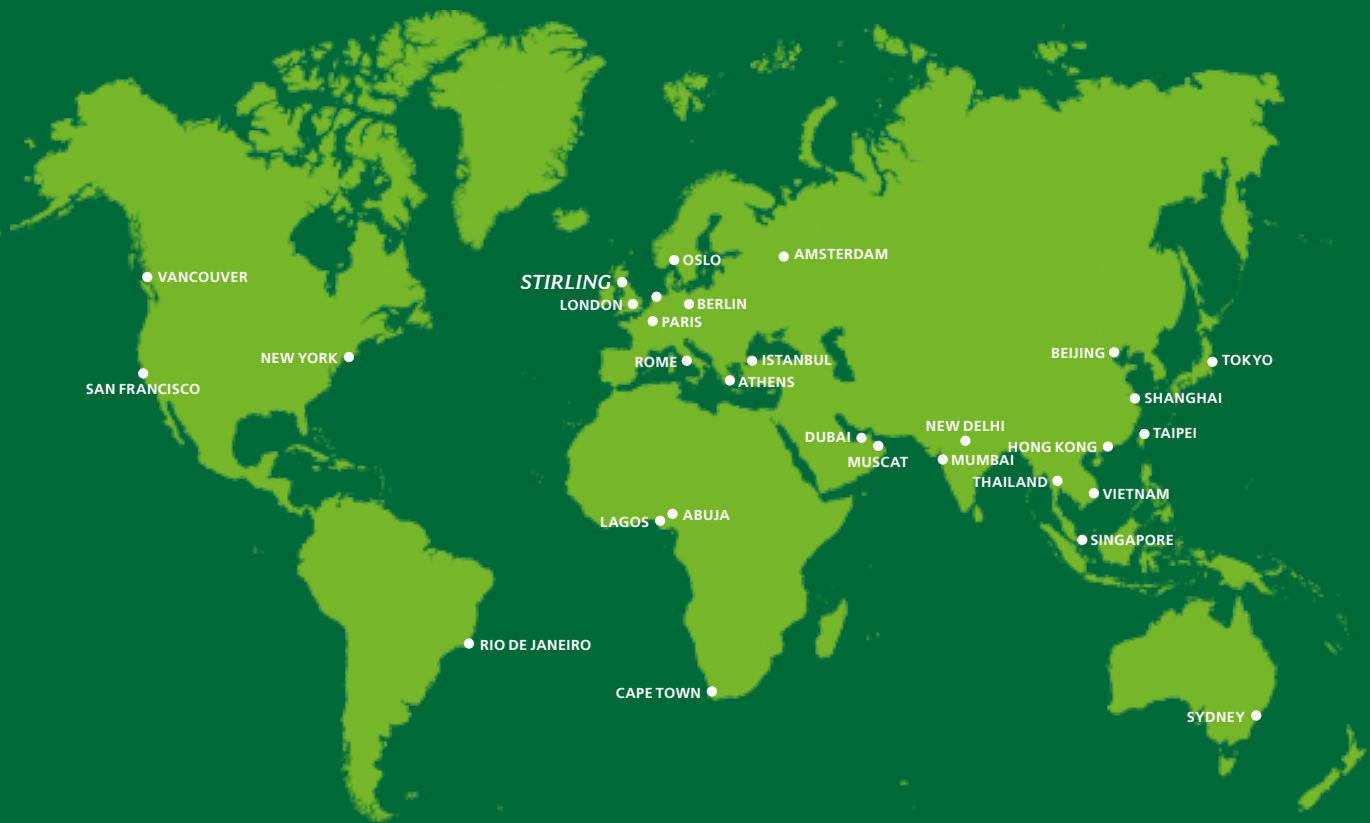 OSLO
AMSTERDAM
VANCOUVER
STIRLING
LONDON
BERLIN
PARIS
NEW YORK
ROME
ISTANBUL
BEIJING
TOKYO
SAN FRANCISCO
ATHENS
SHANGHAI
NEW DELHI
DUBAI
TAIPEI
HONG KONG
MUSCAT
MUMBAI
THAILAND
VIETNAM
LAGOS
ABUJA
SINGAPORE
RIO DE JANEIRO
CAPE TOWN
SYDNEY